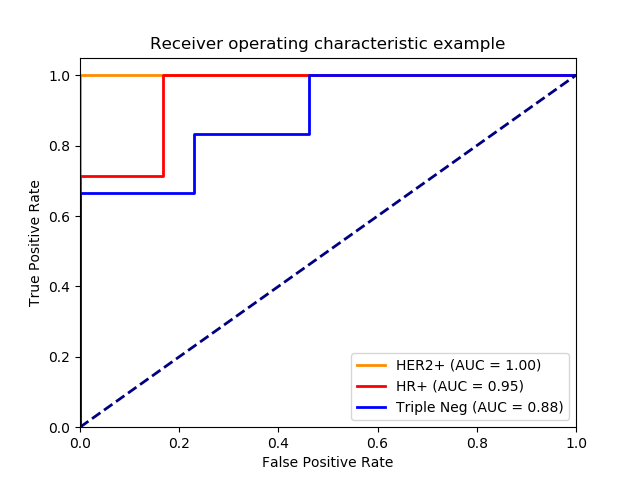 Receiver operating characteristic example
True Positive Rate
1.0
0.8
0.6
0.4
0.2
0.0
HER2+ (AUC = 1.00)
HR+ (AUC = 0.95)
Triple Neg (AUC = 0.88)
0.0 0.2 0.4 0.6 0.8 1.0
False Positive Rate